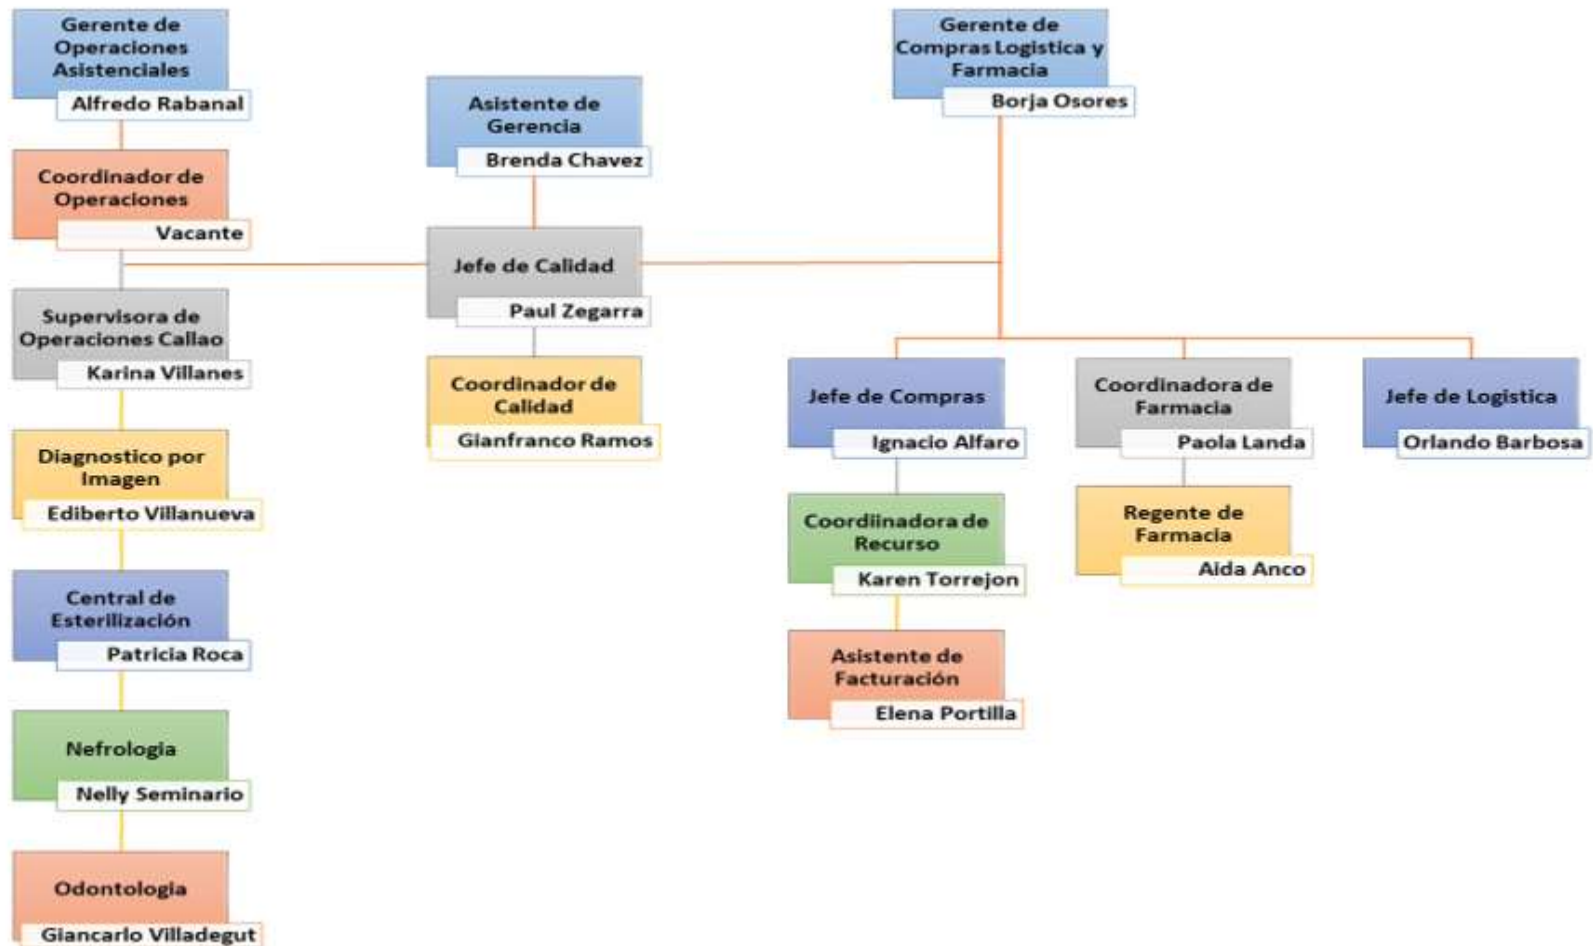 Gerente de
Operaciones
Asistenciales
Alfredo Rabanal
Coordinador de
Operaciones
Vacante
Supervisora de
Operaciones Callao
Karina Villanes
Diagnostico por
Imagen
Ediberto Villanueva
Central de
Esterilización
Patricia Roca
Nefrologia
Nelly Seminario
Odontologia
Giancarlo Villadegut
Asistente de
Gerencia
Brenda Chavez
Jefe de Calidad
Paul Zegarra
Coordinador de
Calidad
Gianfranco Ramos
Gerente de
Compras Logistica y
Farmacia
Borja Osores
Jefe de Compras
Ignacio Alfaro
Coordiinadora de
Recurso
Karen Torrejon
Asistente de
Facturación
Elena Portilla
Coordinadora de
Farmacia
Paola Landa
Regente de
Farmacia
Aida Anco
Jefe de Logistica
Orlando Barbosa